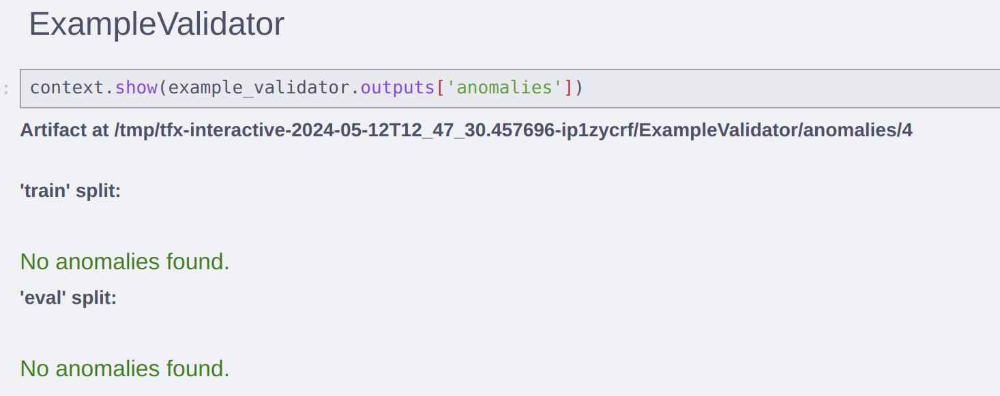 ExampleValidator
: context.show(example_validator.outputs['anomalies'])
Artifact at /tmp/tfx-interactive-2024-05-12T12_47_30.457696-ip1zycrf/ExampleValidator/anomalies/4
'train' split:
No anomalies found.
'eval' split:
No anomalies found.